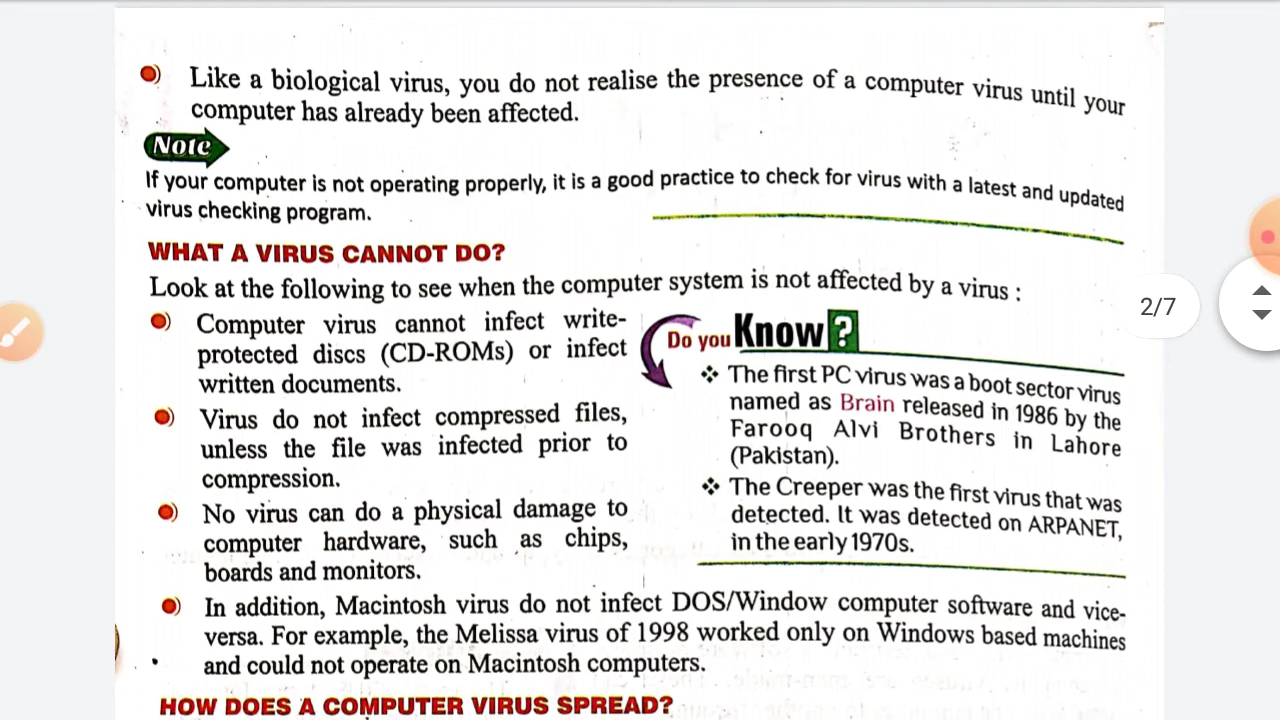 Like a biological virus, you do not realise the presence of a computer virus until your
computer has already been affected.
Note
If your computer is not operating properly, it is a good practice to check for virus with a latest and updated
virus checking program.
WHAT A VIRUS CANNOT DO?
Look at the following to see when the computer system is not affected by a virus :
Computer virus cannot infect write-
protected discs (CD-ROMs) or infect
written documents.
Virus do not infect compressed files,
unless the file was infected prior to
compression.
No virus can do a physical damage to
computer hardware, such as chips,
boards and monitors.
Do you Know ?
The first PC virus was a boot sector virus
named as Brain released in 1986 by the
Farooq Alvi Brothers in Lahore
(Pakistan).
The Creeper was the first virus that was
detected. It was detected on ARPANET,
in the early 1970s.
In addition, Macintosh virus do not infect DOS/Window computer software and vice-
versa. For example, the Melissa virus of 1998 worked only on Windows based machines
and could not operate on Macintosh computers.
HOW DOES A COMPUTER VIRUS SPREAD?
2/7